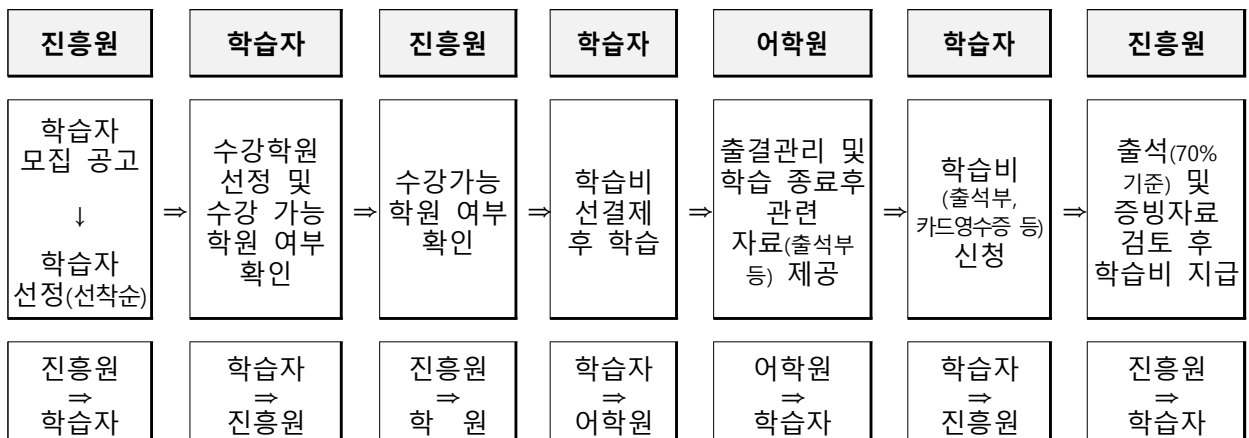 진흥원
학습자
진흥원
학습자
어학원
학습자
진흥원
학습자
모집 공고
↓
학습자
선정(선착순)
⇒
수강학원
선정 및
수강 가능
학원 여부
확인
⇒
수강가능
학원 여부
확인
⇒
학습비
선결제
후 학습
⇒
출결관리 및
학습 종료후
관련
자료(출석부
등) 제공
⇒
학습비
(출석부,
카드영수증 등)
신청
⇒
출석(70%
기준) 및
증빙자료
검토 후
학습비 지급
진흥원
⇒
학습자
학습자
⇒
진흥원
진흥원
⇒
학 원
학습자
⇒
어학원
어학원
⇒
학습자
학습자
⇒
진흥원
진흥원
⇒
학습자